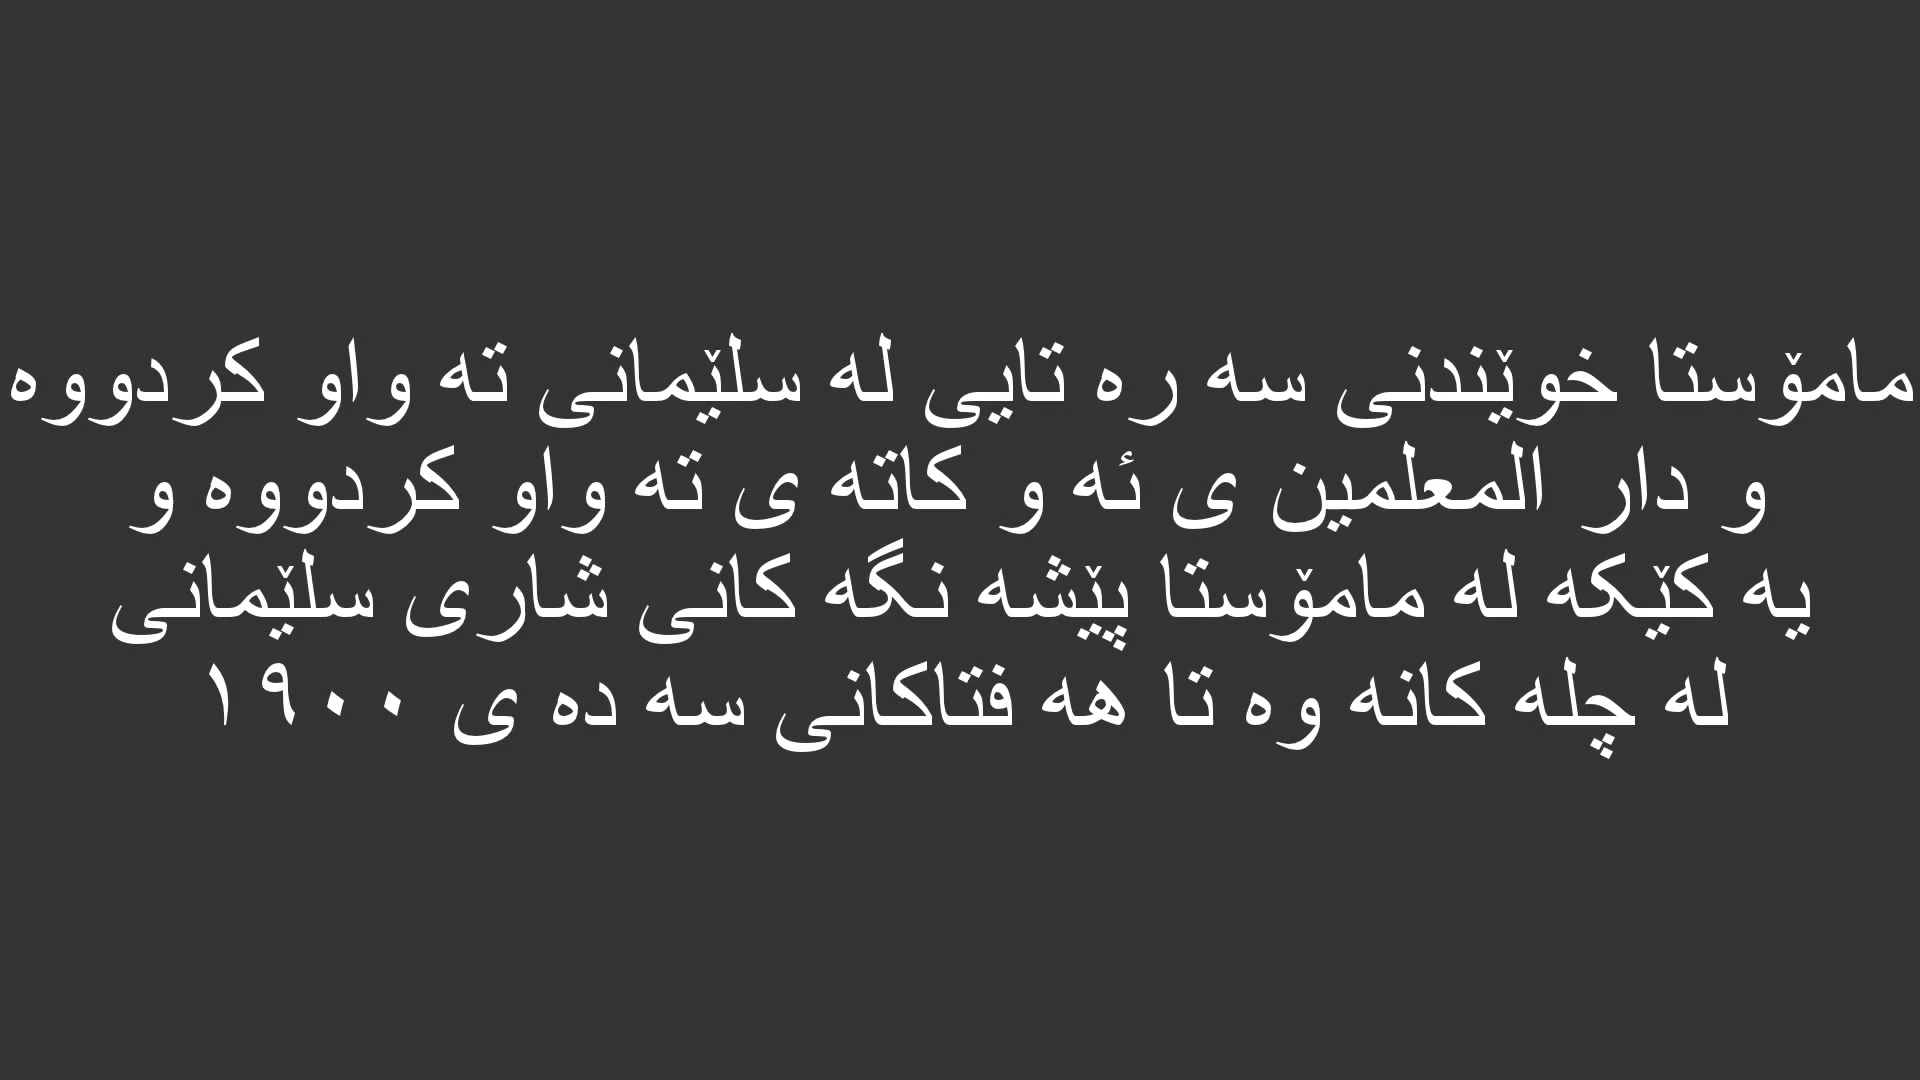 مامۆستا خوێندنی سه ره تایی له سلێمانی ته واو کردووه
و دار المعلمین ی ئه و کاته ی ته واو کردووه و
یه کێکه له مامۆستا پێشه نگه کانی شاری سلێمانی
له چله کانه وه تا هه فتاکانی سه ده ی ١٩٠٠